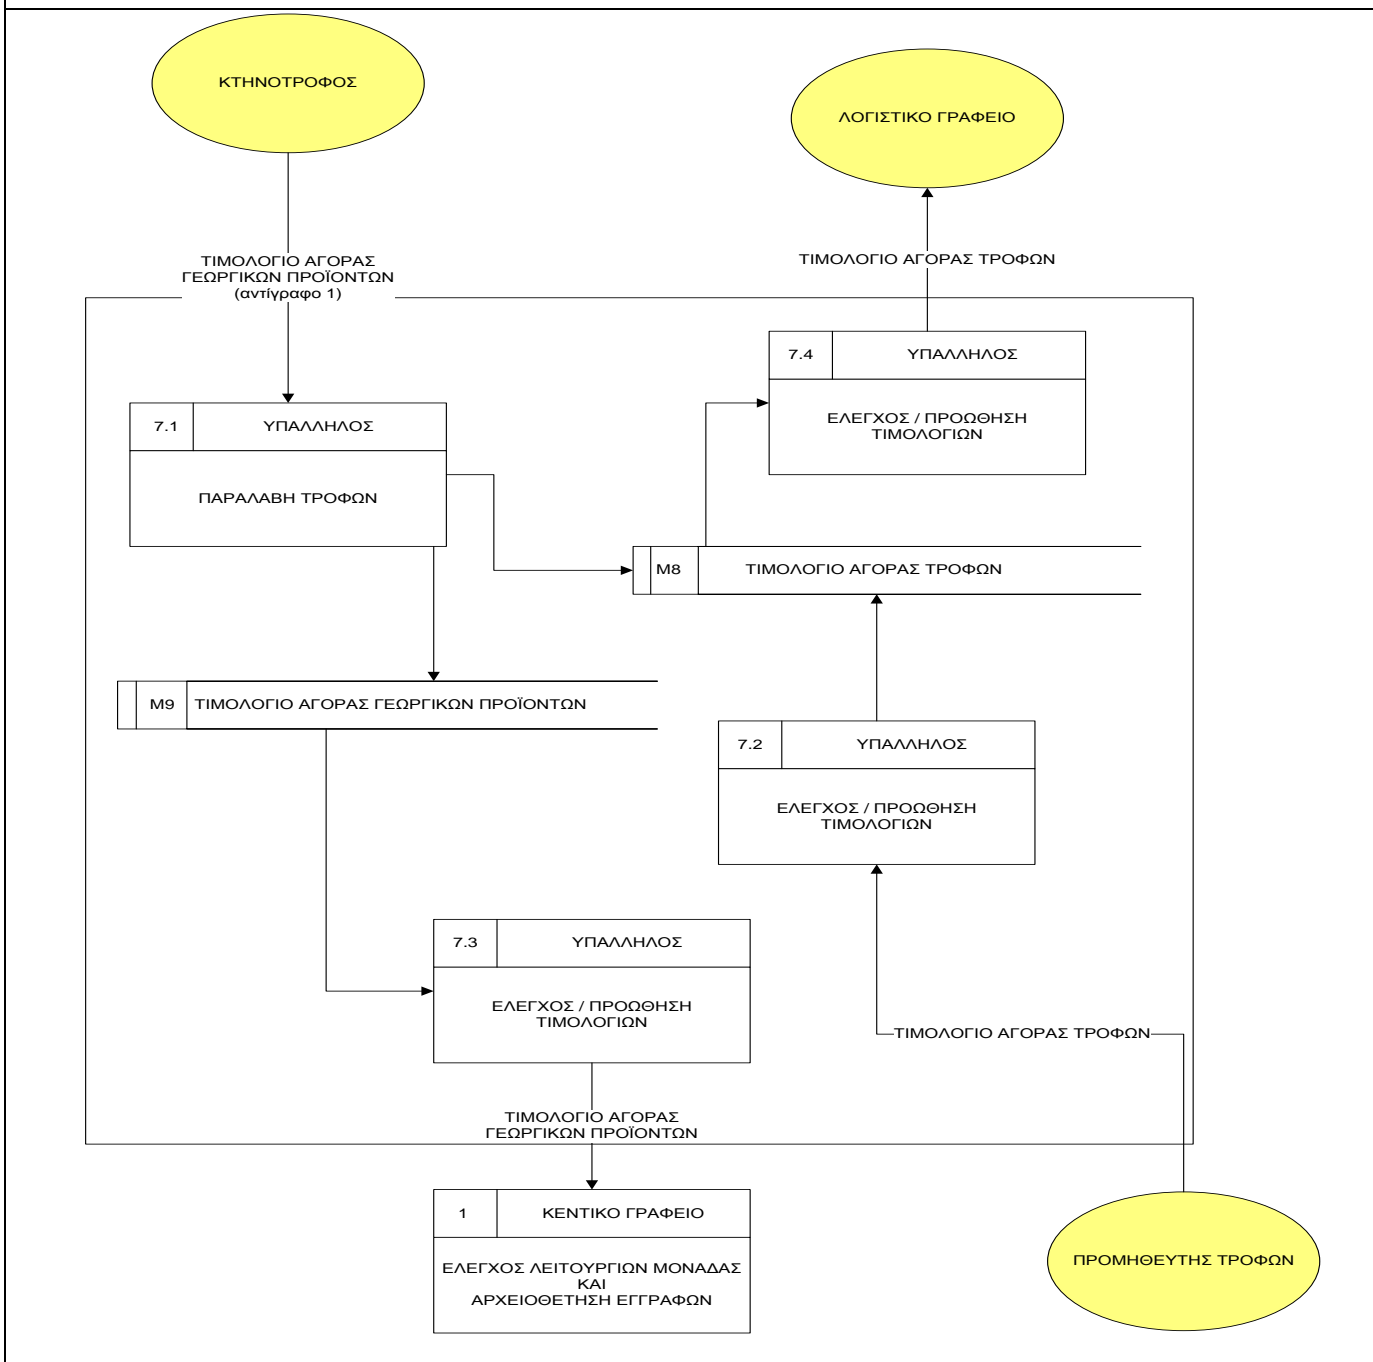 ΚΤΗΝΟΤΡΟΦΟΣ
ΛΟΓΙΣΤΙΚΟ ΓΡΑΦΕΙΟ
ΤΙΜΟΛΟΓΙΟ ΑΓΟΡΑΣ
ΓΕΩΡΓΙΚΩΝ ΠΡΟΪΟΝΤΩΝ
(αντίγραφο 1)
ΤΙΜΟΛΟΓΙΟ ΑΓΟΡΑΣ ΤΡΟΦΩΝ
7.4 ΥΠΑΛΛΗΛΟΣ
ΕΛΕΓΧΟΣ / ΠΡΟΩΘΗΣΗ
ΤΙΜΟΛΟΓΙΩΝ
7.1 ΥΠΑΛΛΗΛΟΣ
ΠΑΡΑΛΑΒΗ ΤΡΟΦΩΝ
M8 ΤΙΜΟΛΟΓΙΟ ΑΓΟΡΑΣ ΤΡΟΦΩΝ
M9 ΤΙΜΟΛΟΓΙΟ ΑΓΟΡΑΣ ΓΕΩΡΓΙΚΩΝ ΠΡΟΪΟΝΤΩΝ
7.2 ΥΠΑΛΛΗΛΟΣ
ΕΛΕΓΧΟΣ / ΠΡΟΩΘΗΣΗ
ΤΙΜΟΛΟΓΙΩΝ
7.3 ΥΠΑΛΛΗΛΟΣ
ΕΛΕΓΧΟΣ / ΠΡΟΩΘΗΣΗ
ΤΙΜΟΛΟΓΙΩΝ
ΤΙΜΟΛΟΓΙΟ ΑΓΟΡΑΣ ΤΡΟΦΩΝ
ΤΙΜΟΛΟΓΙΟ ΑΓΟΡΑΣ
ΓΕΩΡΓΙΚΩΝ ΠΡΟΪΟΝΤΩΝ
1 ΚΕΝΤΙΚΟ ΓΡΑΦΕΙΟ
ΕΛΕΓΧΟΣ ΛΕΙΤΟΥΡΓΙΩΝ ΜΟΝΑΔΑΣ
ΚΑΙ
ΑΡΧΕΙΟΘΕΤΗΣΗ ΕΓΓΡΑΦΩΝ
ΠΡΟΜΗΘΕΥΤΗΣ ΤΡΟΦΩΝ